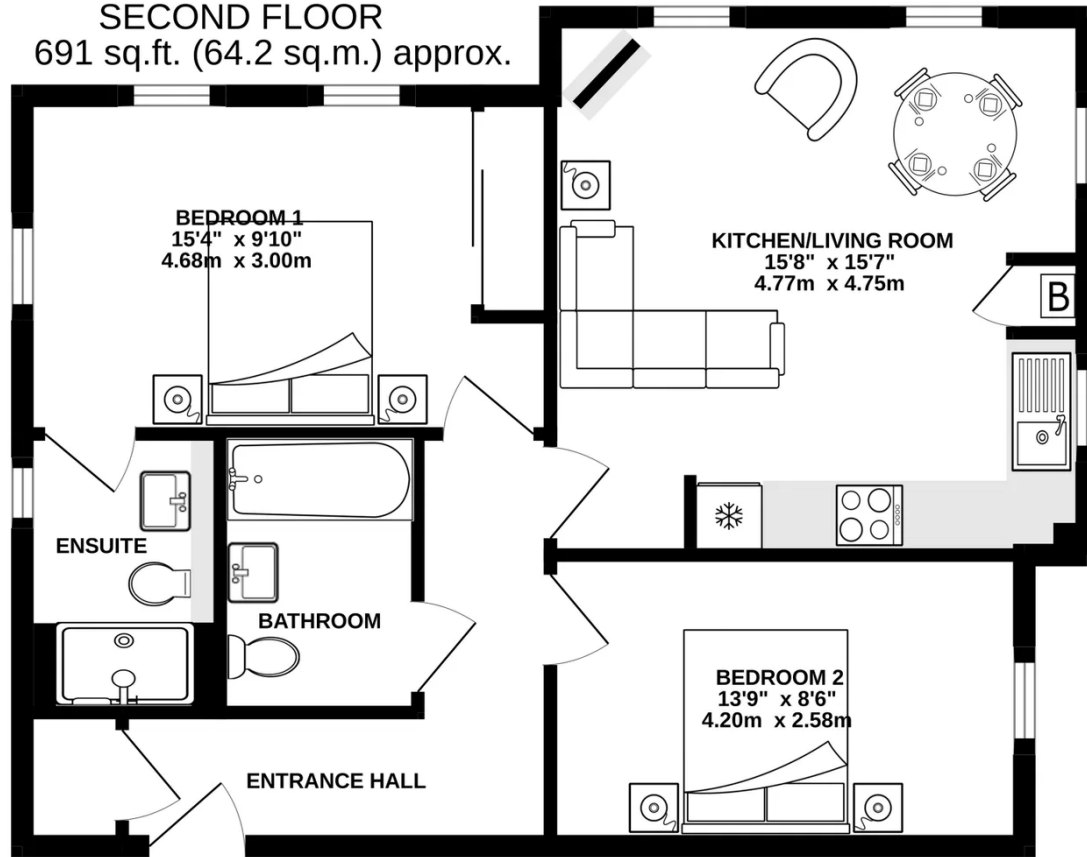 SECOND FLOOR
691 sq.ft. (64.2 sq.m.) approx.
BEDROOM 1
15'4" x 9'10"
4.68m x 3.00m
KITCHEN/LIVING ROOM
15'8" x 15'7"
4.77m x 4.75m
B
ENSUITE
BATHROOM
BEDROOM 2
13'9" x 8'6"
4.20m x 2.58m
ENTRANCE HALL